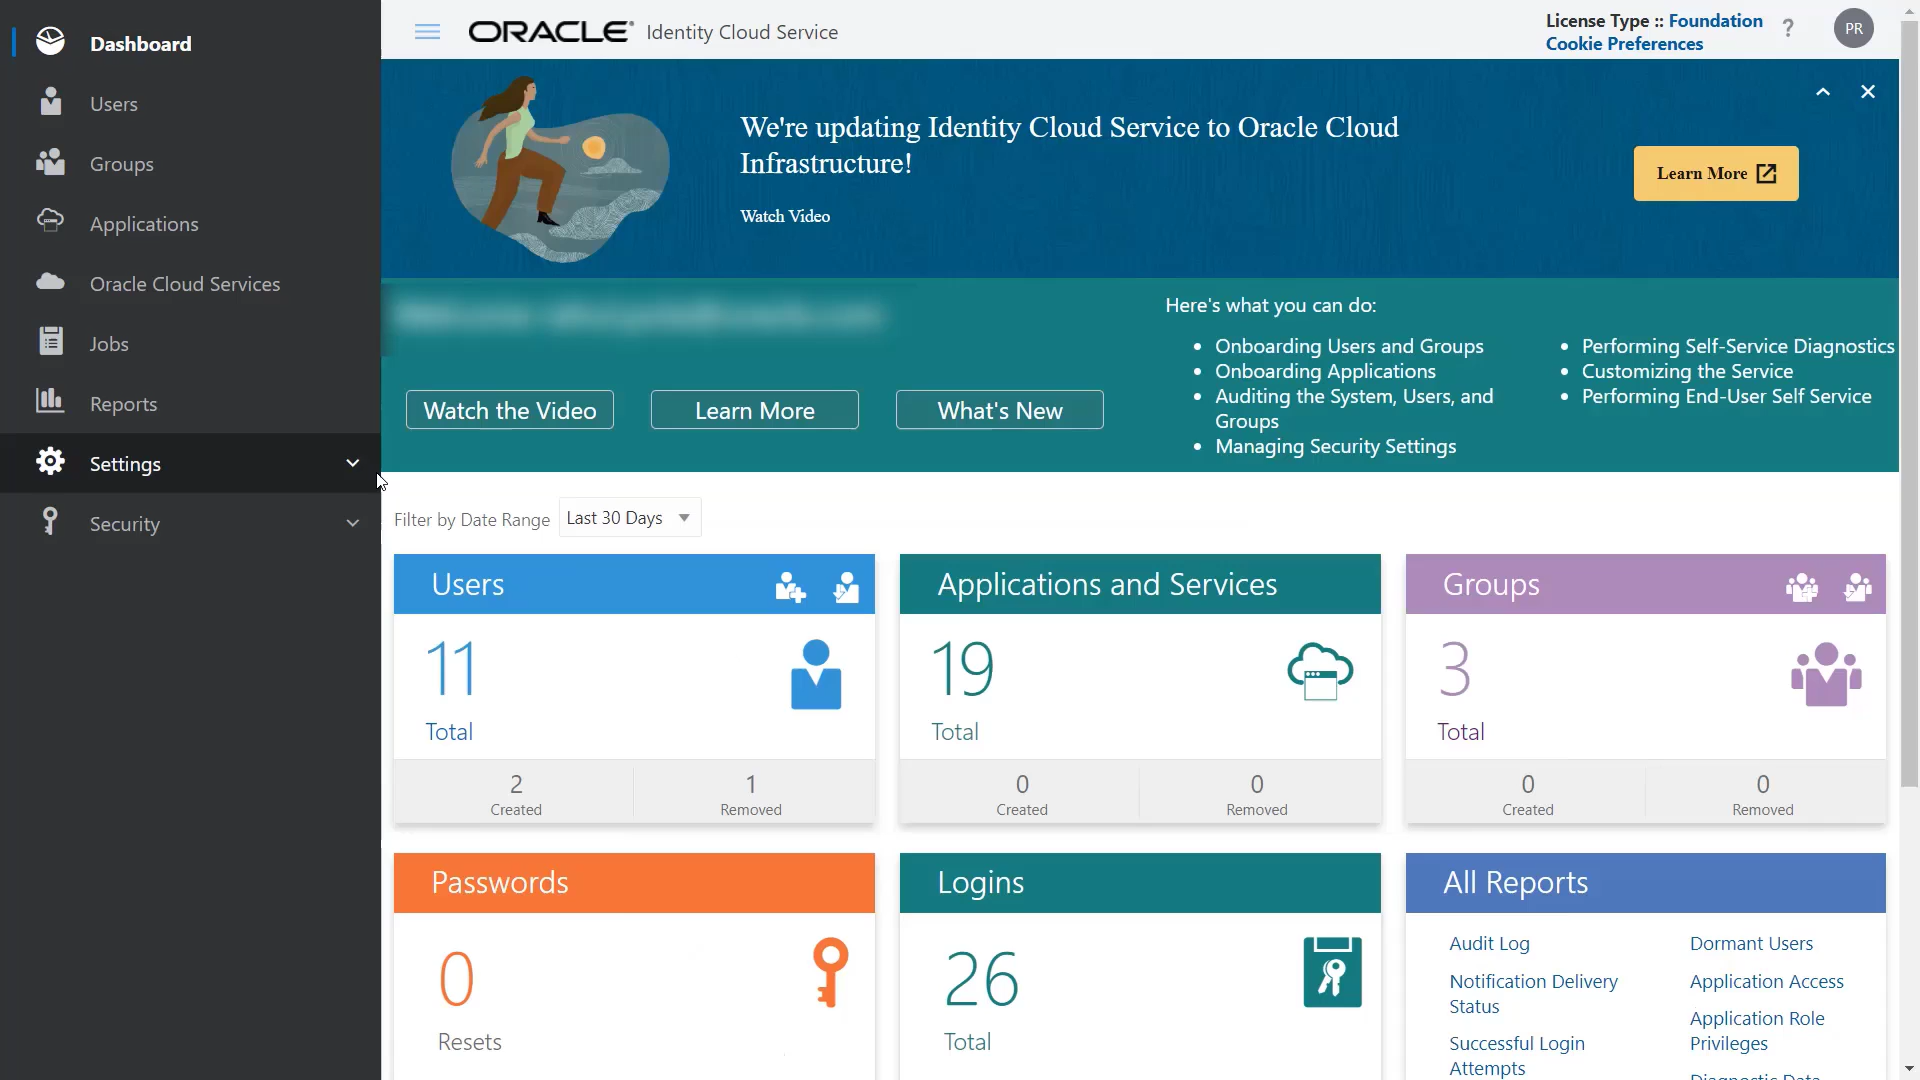 Dashboard
Users
Groups
Applications
Oracle Cloud Services
Jobs
Reports
Settings
Security
ORACLE® Identity Cloud Service
License Type :: Foundation
Cookie Preferences
?
PR
We're updating Identity Cloud Service to Oracle Cloud
Infrastructure!
Watch Video
Learn More
Watch the Video
Learn More
What's New
Here's what you can do:
• Onboarding Users and Groups
• Onboarding Applications
• Auditing the System, Users, and
Groups
• Managing Security Settings
• Performing Self-Service Diagnostics
• Customizing the Service
• Performing End-User Self Service
Filter by Date Range
Last 30 Days
Users
11
Total
2
Created
1
Removed
Applications and Services
19
Total
0
Created
0
Removed
Groups
3
Total
0
Created
0
Removed
Passwords
0
Resets
Logins
26
Total
All Reports
Audit Log
Notification Delivery
Status
Successful Login
Attempts
Dormant Users
Application Access
Application Role
Privileges